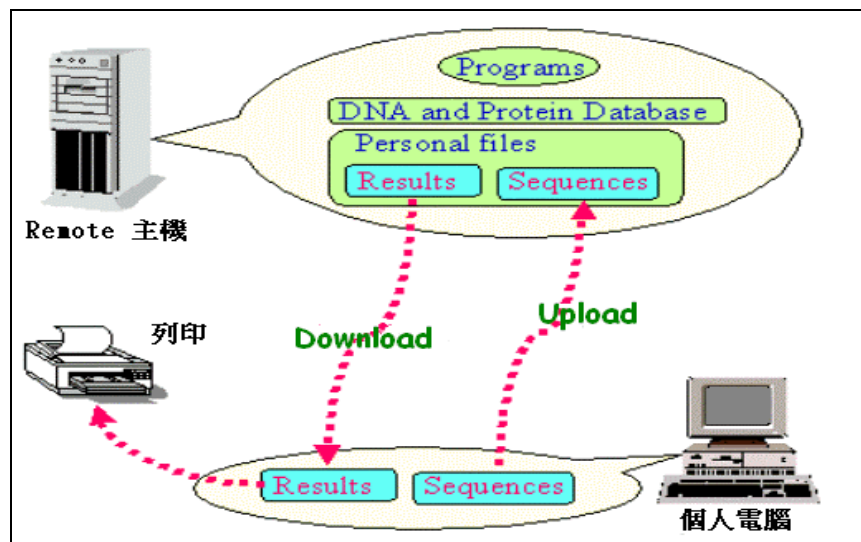 Programs
DNA and Protein Database
Personal files
Results
Sequences
Remote 主機
列印
Download
Upload
Results
Sequences
個人電腦